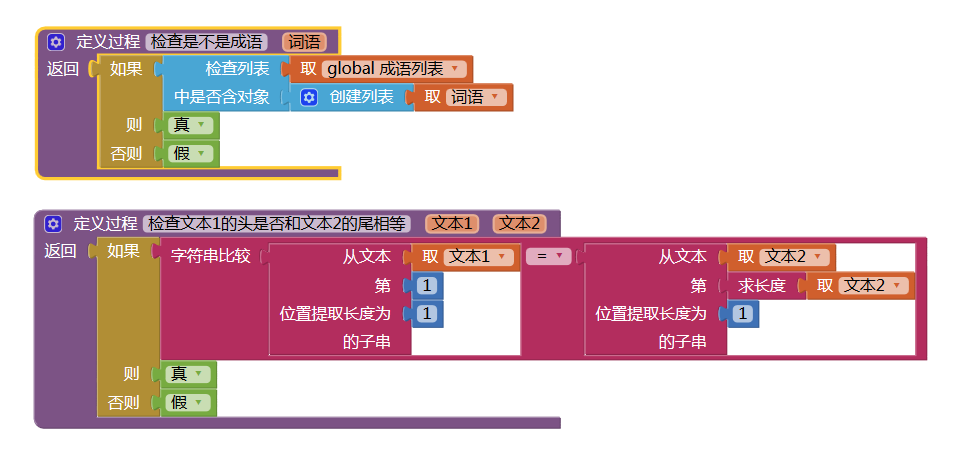 定义过程 检查是不是成语 词语
返回 如果 检查列表 取 global 成语列表
中是否含对象 创建列表 取 词语
则 真
否则 假
定义过程 检查文本1的头是否和文本2的尾相等 文本1 文本2
返回 如果 字符串比较 从文本 取 文本1 = 从文本 取 文本2
第 1 第 求长度 取 文本2
位置提取长度为 1 位置提取长度为 1
的子串 的子串
则 真
否则 假